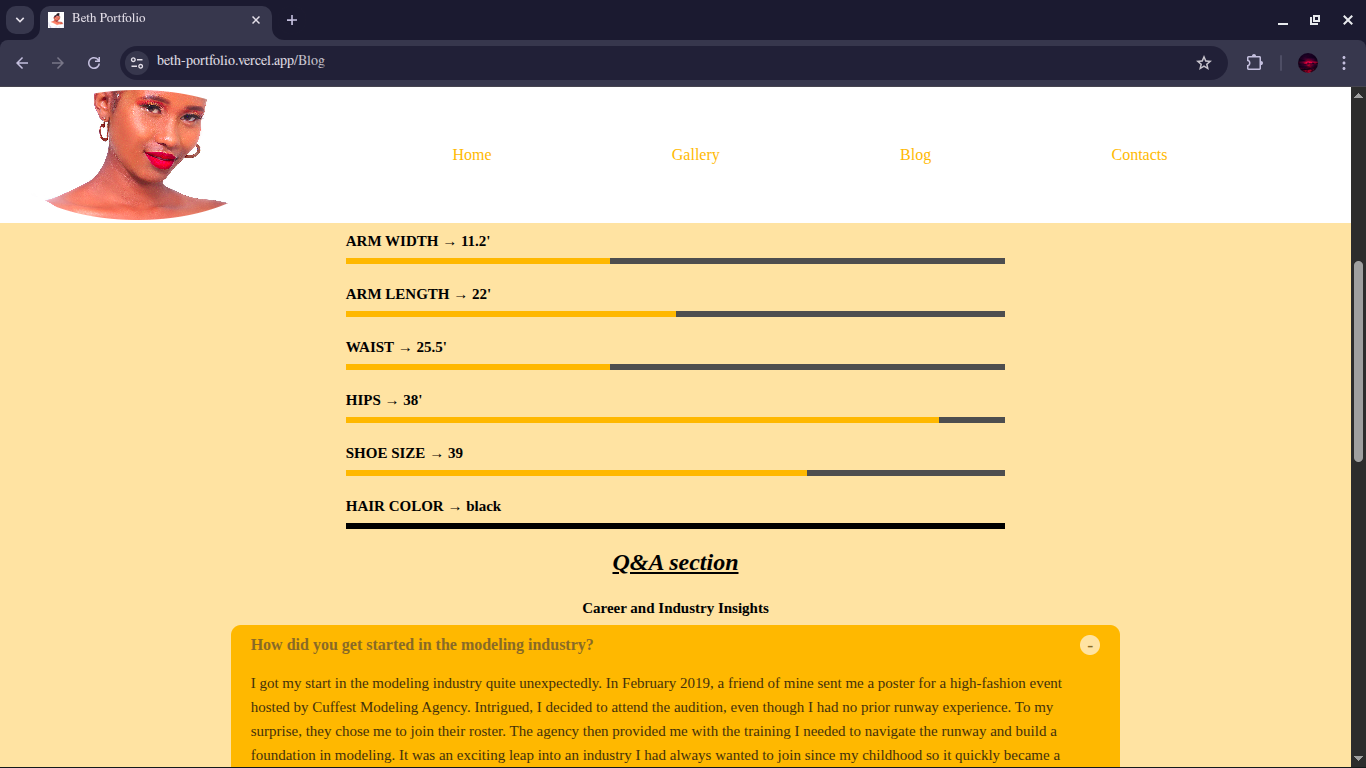 Beth Portfolio
beth-portfolio.vercel.app/Blog
Home Gallery Blog Contacts
ARM WIDTH → 11.2'
ARM LENGTH → 22'
WAIST → 25.5'
HIPS → 38'
SHOE SIZE → 39
HAIR COLOR → black
Q&A section
Career and Industry Insights
How did you get started in the modeling industry? -
I got my start in the modeling industry quite unexpectedly. In February 2019, a friend of mine sent me a poster for a high-fashion event
hosted by Cuffest Modeling Agency. Intrigued, I decided to attend the audition, even though I had no prior runway experience. To my
surprise, they chose me to join their roster. The agency then provided me with the training I needed to navigate the runway and build a
foundation in modeling. It was an exciting leap into an industry I had always wanted to join since my childhood so it quickly became a